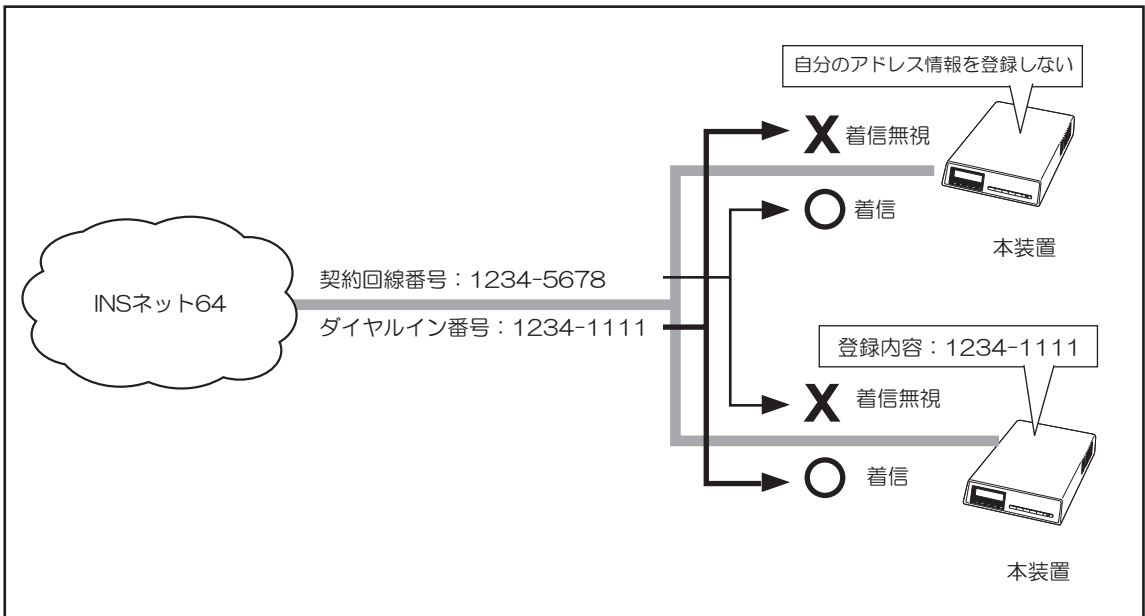 自分のアドレス情報を登録しない
X 着信無視
着信
本装置
契約回線番号：1234-5678
INSネット64
ダイヤルイン番号：1234-1111
登録内容：1234-1111
X 着信無視
着信
本装置